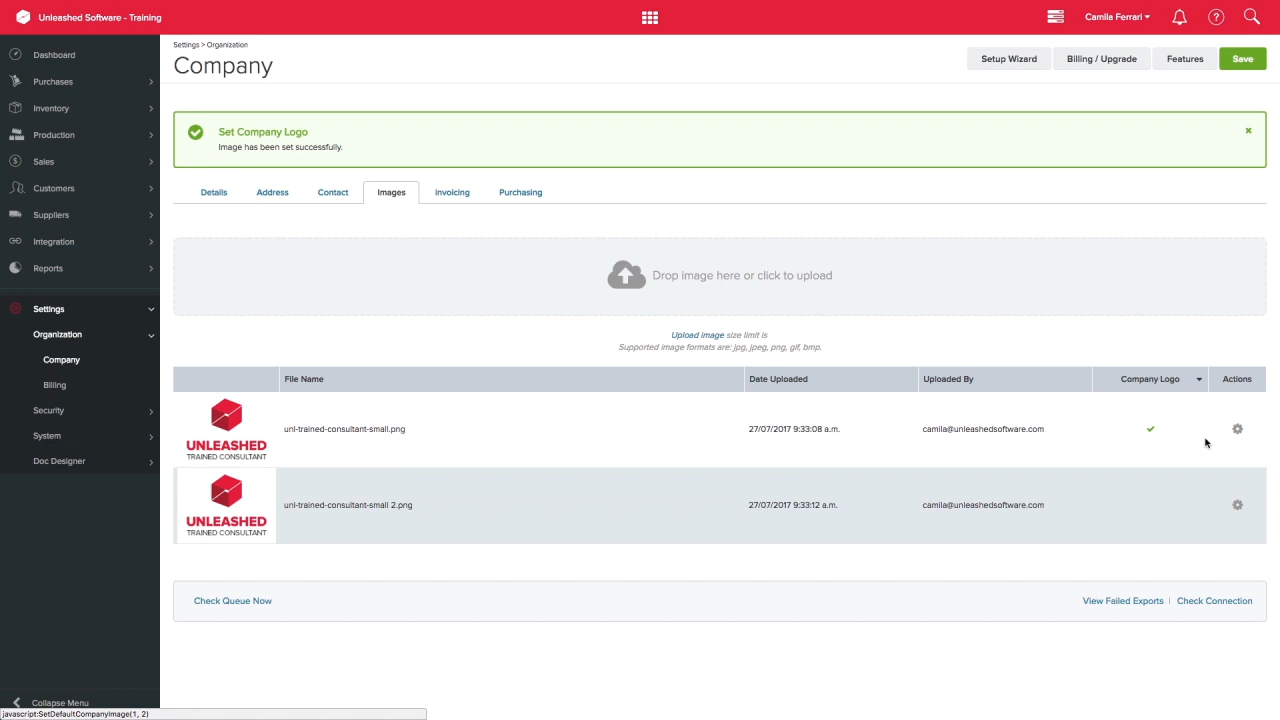 Unleashed Software - Training
Camila Ferrari
?
Dashboard
Purchases
Inventory
Production
Sales
Customers
Suppliers
Integration
Reports
Settings
Organization
Company
Billing
Security
System
Doc Designer
Collapse Menu
javascript:SetDefaultCompanyImage(1, 2)
Settings > Organization
Company
Setup Wizard
Billing / Upgrade
Features
Save
Set Company Logo
Image has been set successfully.
Details
Address
Contact
Images
Invoicing
Purchasing
Drop image here or click to upload
Upload image size limit is
Supported image formats are: jpg, jpeg, png, gif, bmp.
File Name
Date Uploaded
Uploaded By
Company Logo
Actions
UNLEASHED
TRAINED CONSULTANT
unl-trained-consultant-small.png
27/07/2017 9:33:08 a.m.
camila@unleashedsoftware.com
UNLEASHED
TRAINED CONSULTANT
unl-trained-consultant-small 2.png
27/07/2017 9:33:12 a.m.
camila@unleashedsoftware.com
Check Queue Now
View Failed Exports | Check Connection